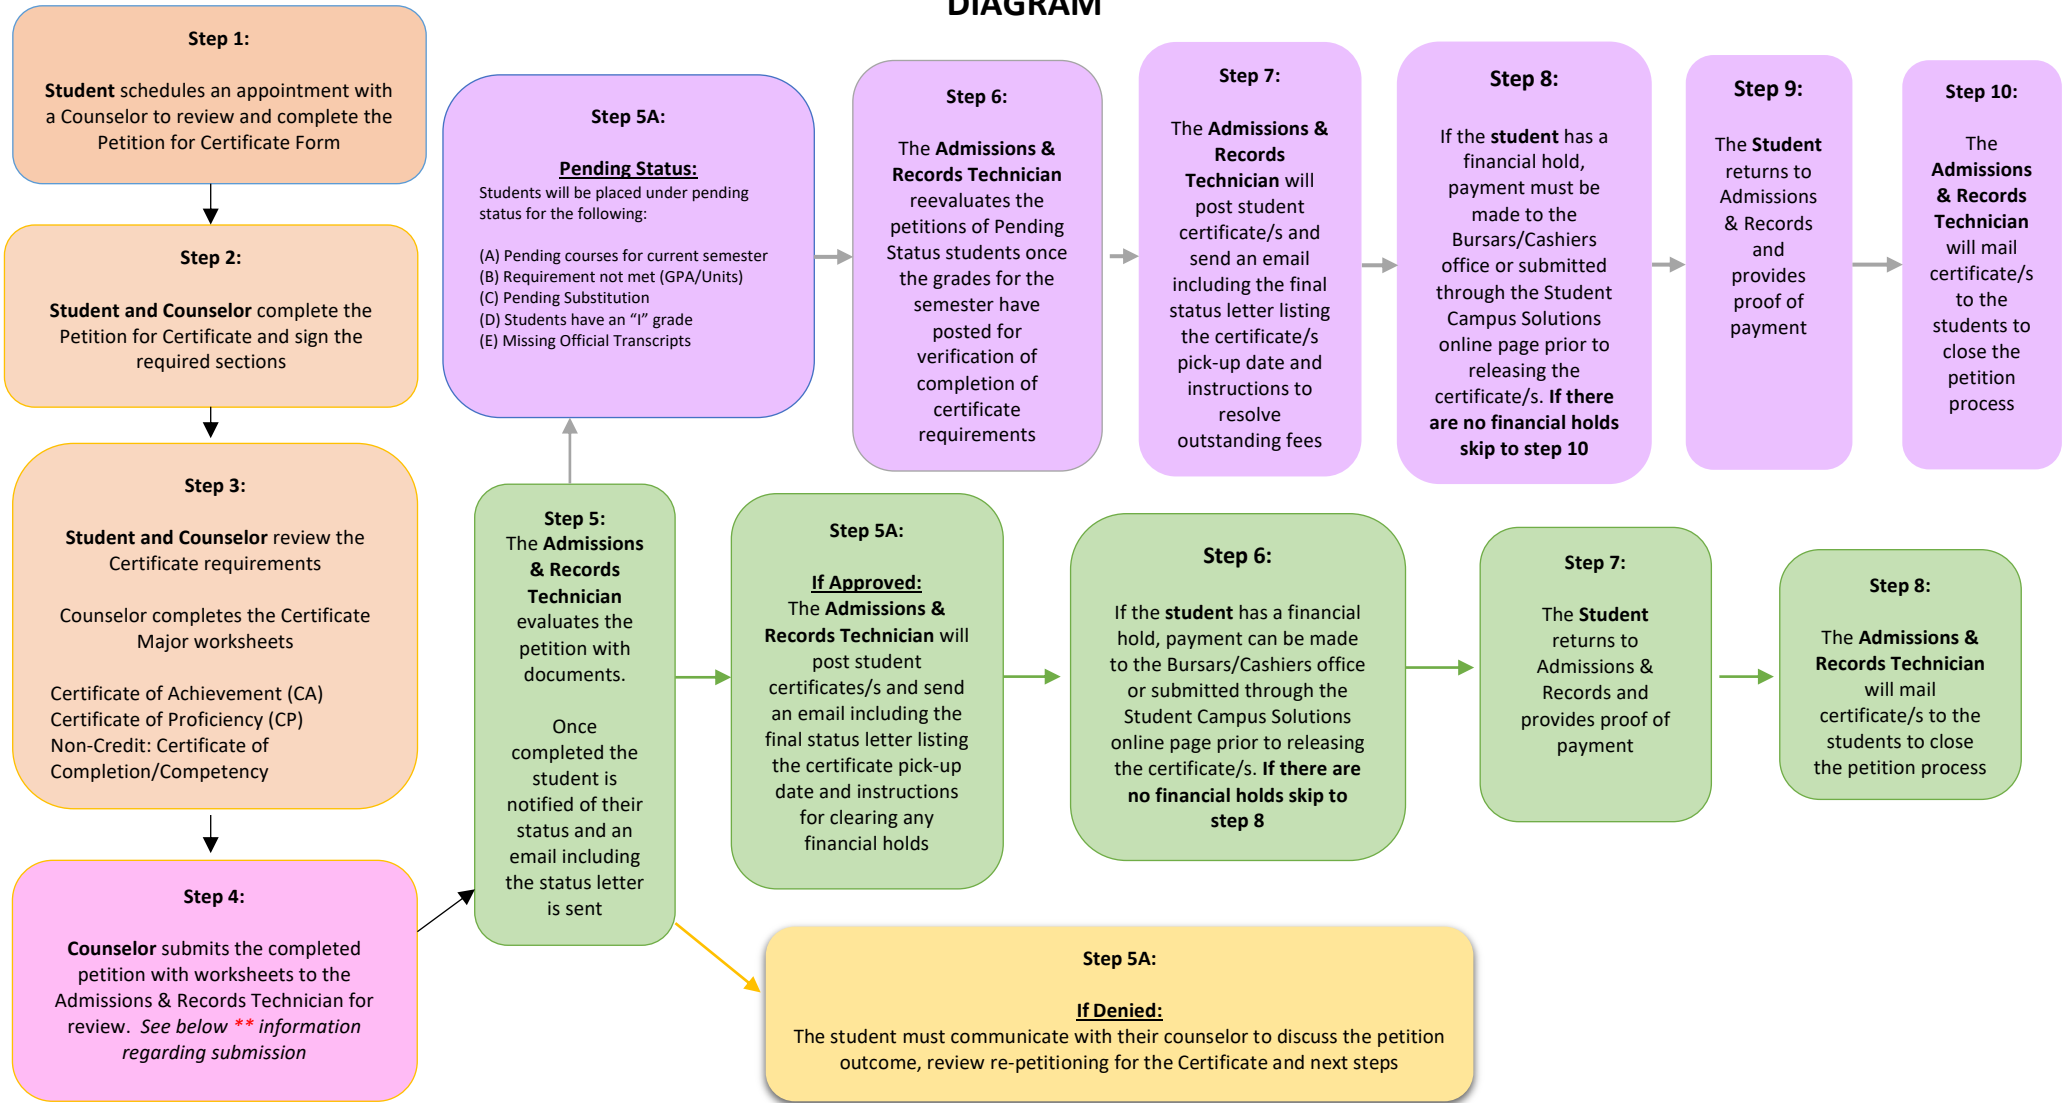 DIAGRAM
Step 1:
Student schedules an appointment with
a Counselor to review and complete the
Petition for Certificate Form
Step 2:
Student and Counselor complete the
Petition for Certificate and sign the
required sections
Step 3:
Student and Counselor review the
Certificate requirements
Counselor completes the Certificate
Major worksheets
Certificate of Achievement (CA)
Certificate of Proficiency (CP)
Non-Credit: Certificate of
Completion/Competency
Step 4:
Counselor submits the completed
petition with worksheets to the
Admissions & Records Technician for
review. See below ** information
regarding submission
Step 5:
The Admissions
& Records
Technician
evaluates the
petition with
documents.
Once
completed the
student is
notified of their
status and an
email including
the status letter
is sent
Step 5A:
Pending Status:
Students will be placed under pending
status for the following:
(A) Pending courses for current semester
(B) Requirement not met (GPA/Units)
(C) Pending Substitution
(D) Students have an “I” grade
(E) Missing Official Transcripts
Step 6:
The Admissions &
Records Technician
reevaluates the
petitions of Pending
Status students once
the grades for the
semester have
posted for
verification of
completion of
certificate
requirements
Step 7:
The Admissions &
Records
Technician will
post student
certificate/s and
send an email
including the final
status letter listing
the certificate/s
pick-up date and
instructions to
resolve
outstanding fees
Step 8:
If the student has a
financial hold,
payment must be
made to the
Bursars/Cashiers
office or submitted
through the Student
Campus Solutions
online page prior to
releasing the
certificate/s. If there
are no financial holds
skip to step 10
Step 9:
The Student
returns to
Admissions
& Records
and
provides
proof of
payment
Step 10:
The
Admissions
& Records
Technician
will mail
certificate/s
to the
students to
close the
petition
process
Step 5A:
If Approved:
The Admissions &
Records Technician will
post student
certificates/s and send
an email including the
final status letter listing
the certificate pick-up
date and instructions
for clearing any
financial holds
Step 6:
If the student has a financial
hold, payment can be made
to the Bursars/Cashiers office
or submitted through the
Student Campus Solutions
online page prior to releasing
the certificate/s. If there are
no financial holds skip to
step 8
Step 7:
The Student
returns to
Admissions &
Records and
provides proof of
payment
Step 8:
The Admissions &
Records Technician
will mail
certificate/s to the
students to close
the petition process
Step 5A:
If Denied:
The student must communicate with their counselor to discuss the petition
outcome, review re-petitioning for the Certificate and next steps